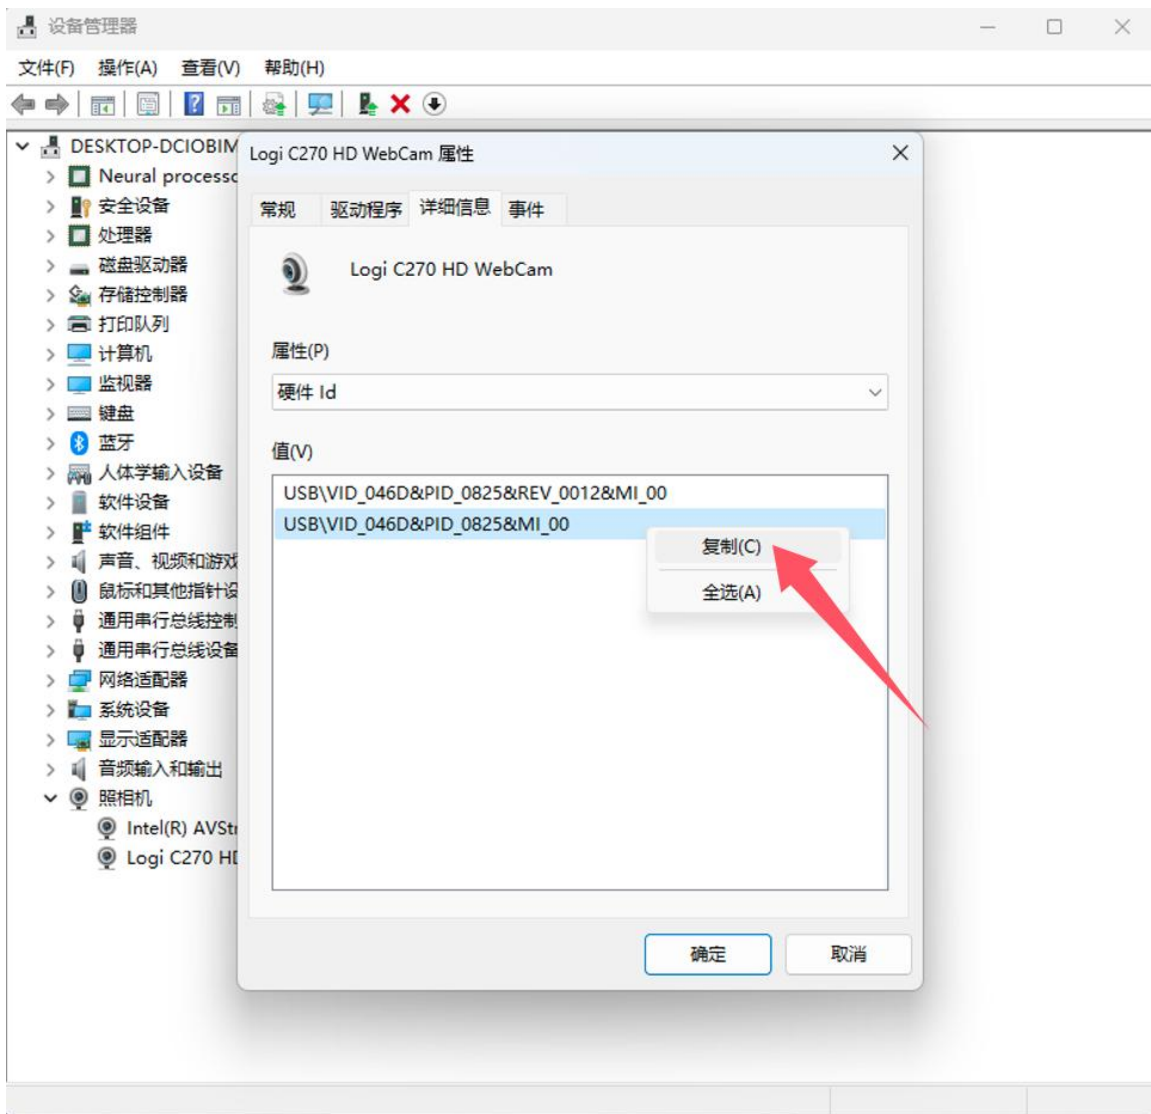 设备管理器
文件(F) 操作(A) 查看(V) 帮助(H)
DESKTOP-DCIOBIM
Neural processo
安全设备
处理器
磁盘驱动器
存储控制器
打印队列
计算机
监视器
键盘
蓝牙
人体学输入设备
软件设备
软件组件
声音、视频和游戏
鼠标和其他指针设
通用串行总线控制
通用串行总线设备
网络适配器
系统设备
显示适配器
音频输入和输出
照相机
Intel(R) AVStr
Logi C270 HD
Logi C270 HD WebCam 属性
常规 驱动程序 详细信息 事件
Logi C270 HD WebCam
属性(P)
硬件 Id
值(V)
USB\VID_046D&PID_0825&REV_0012&MI_00
USB\VID_046D&PID_0825&MI_00
复制(C)
全选(A)
确定 取消